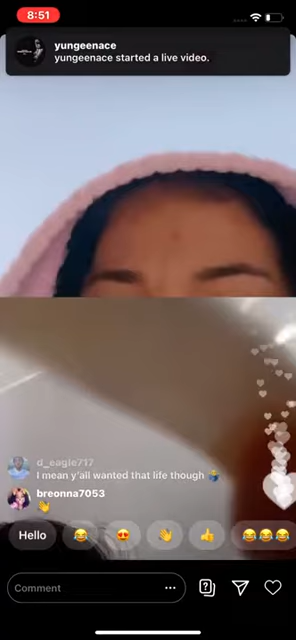 8:51
yungeenace
yungeenace started a live video.
d_eagle717
I mean y'all wanted that life though 🤷‍♂️
breonna7053
👋
Hello 😂 😍 👋 👍 😂😂😂
Comment